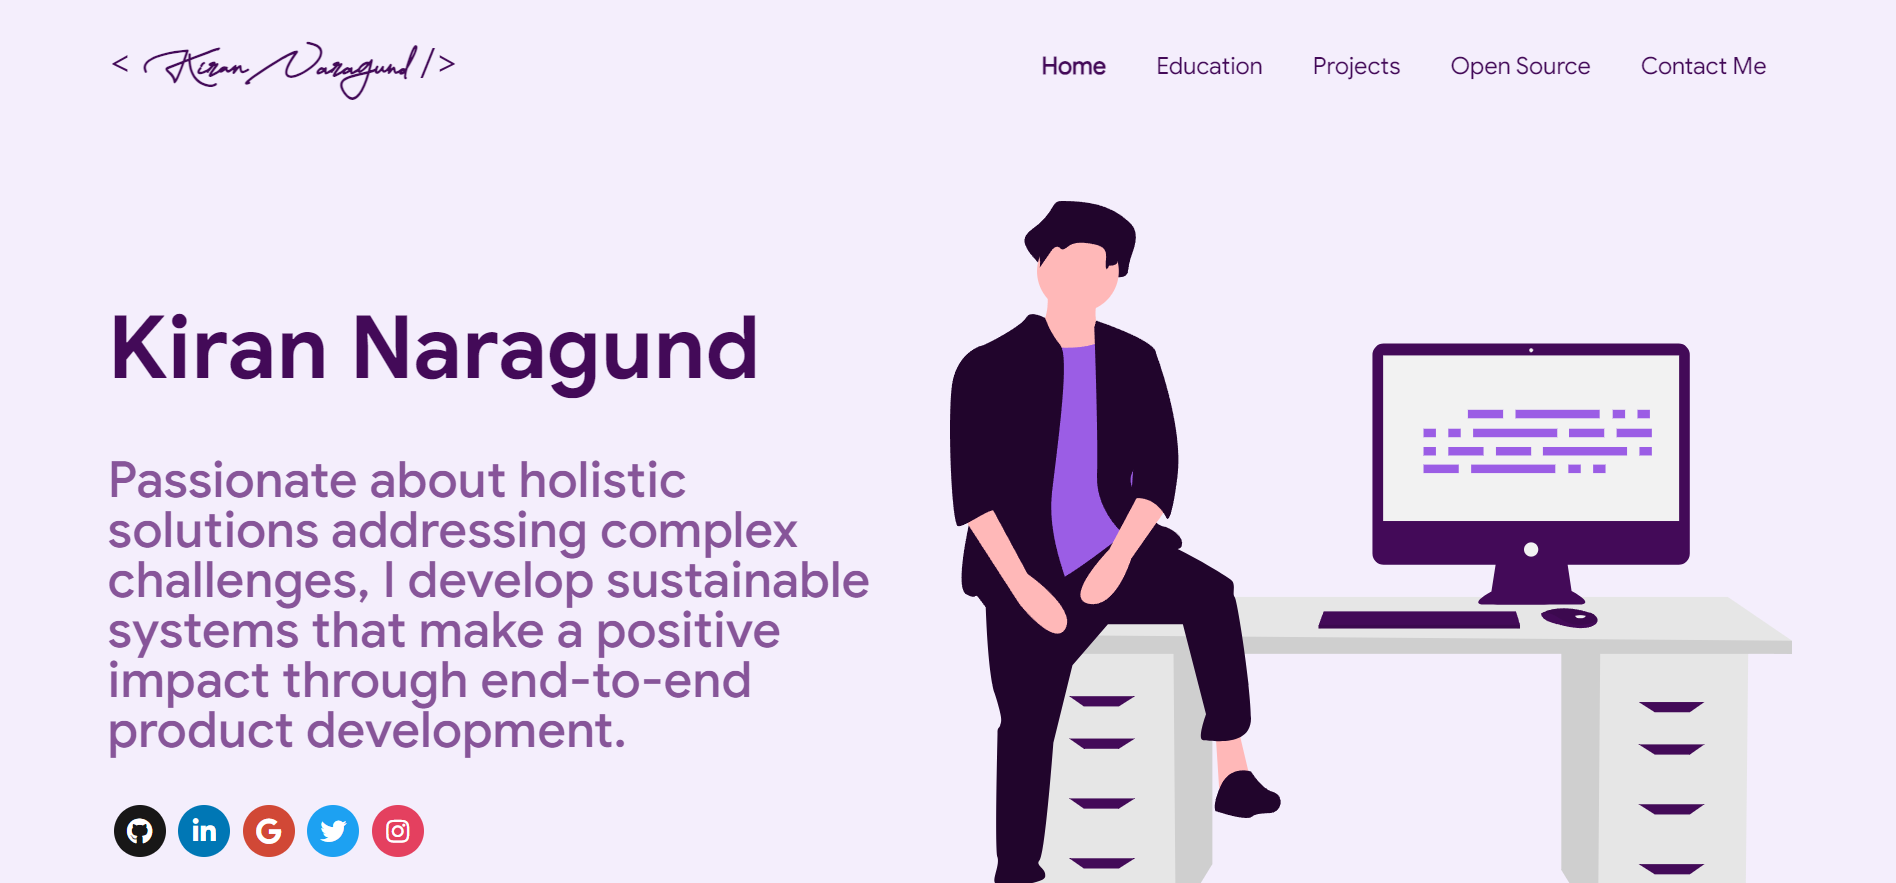 < Kiran Naragund />
Home Education Projects Open Source Contact Me
Kiran Naragund
Passionate about holistic
solutions addressing complex
challenges, I develop sustainable
systems that make a positive
impact through end-to-end
product development.
in G